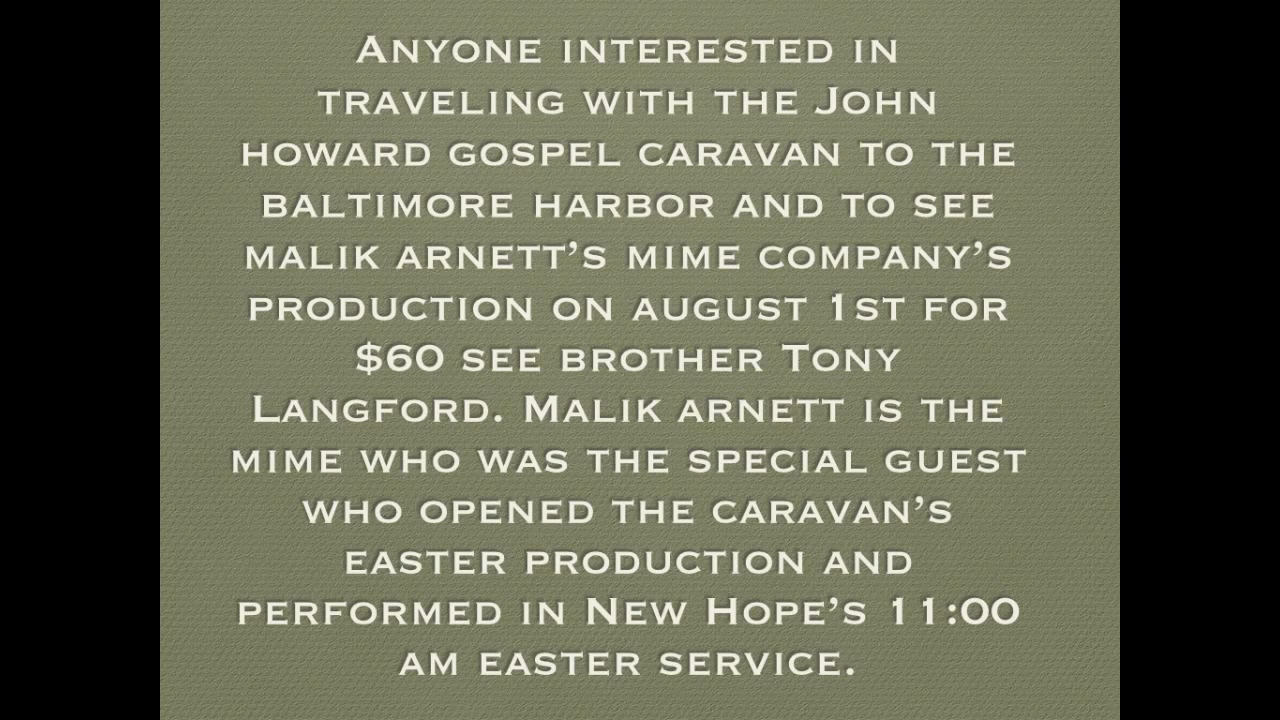 Anyone interested in
traveling with the John
howard gospel caravan to the
baltimore harbor and to see
malik arnett's mime company's
production on august 1st for
$60 see brother Tony
Langford. Malik arnett is the
mime who was the special guest
who opened the caravan's
easter production and
performed in New Hope's 11:00
am easter service.